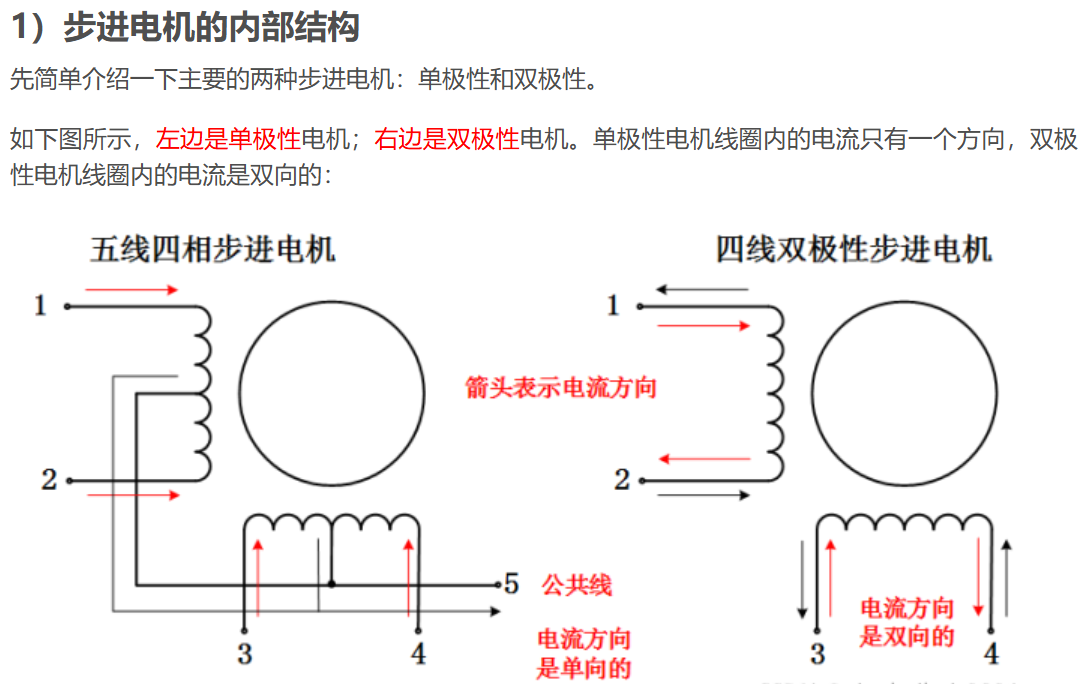 1）步进电机的内部结构
先简单介绍一下主要的两种步进电机：单极性和双极性。
如下图所示，左边是单极性电机；右边是双极性电机。单极性电机线圈内的电流只有一个方向，双极
性电机线圈内的电流是双向的：
五线四相步进电机
四线双极性步进电机
1
1
箭头表示电流方向
2
2
5 公共线
电流方向
是单向的
电流方向
是双向的
3
4
3
4